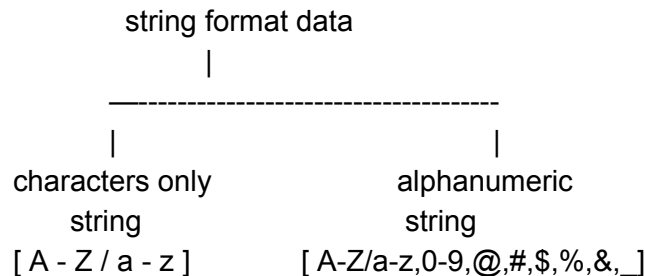 string format data
|
—-------------------------------------
| |
characters only alphanumeric
string string
[ A - Z / a - z ] [ A-Z/a-z,0-9,@,#,$,%,&,_]